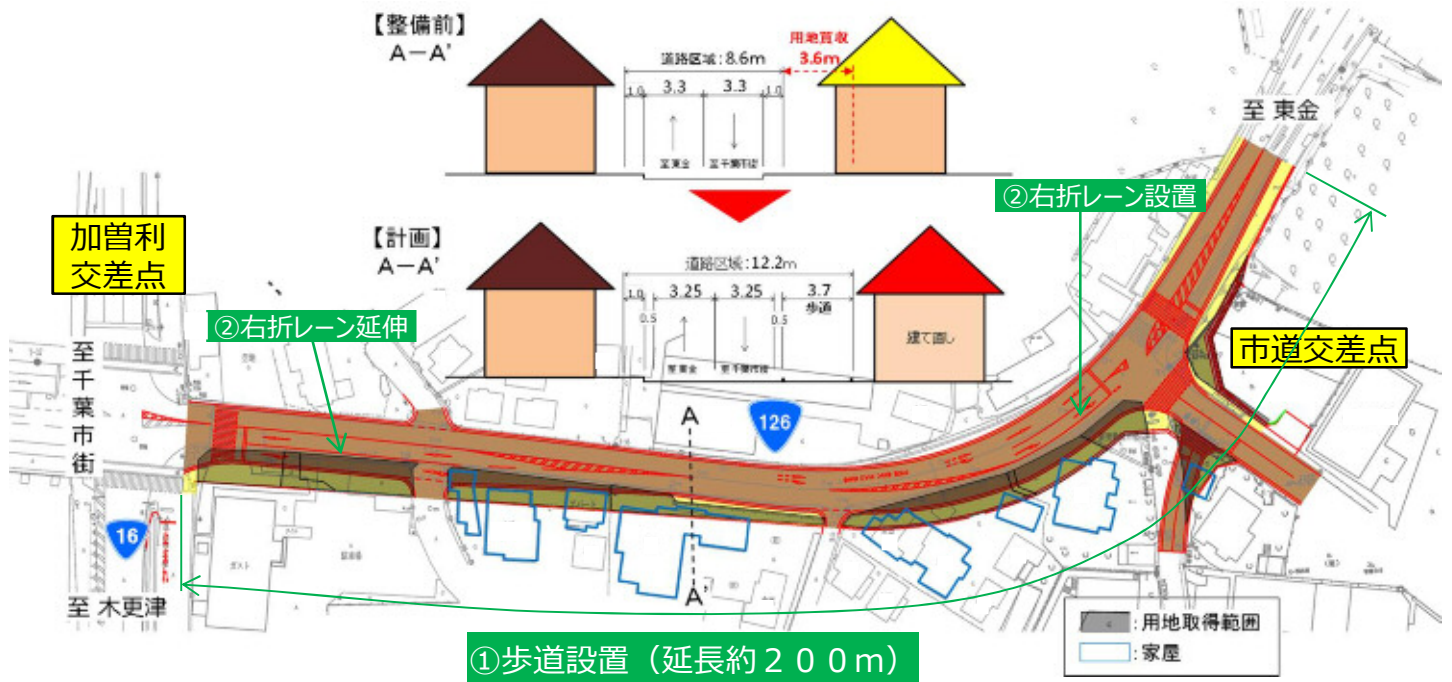 【整備前】
A－A'
道路区域:8.6m
用地買収
3.6m
1.0
3.3
3.3
1.0
至東金
至千葉市街
至 東金
【計画】
A－A'
道路区域:12.2m
1.0
0.5
3.25
3.25
0.5
3.7
歩道
至東金
至千葉市街
建て直し
加曽利
交差点
②右折レーン延伸
②右折レーン設置
市道交差点
至千葉市街
A
126
A'
16
ガスト
至 木更津
①歩道設置（延長約２００ｍ）
:用地取得範囲
:家屋